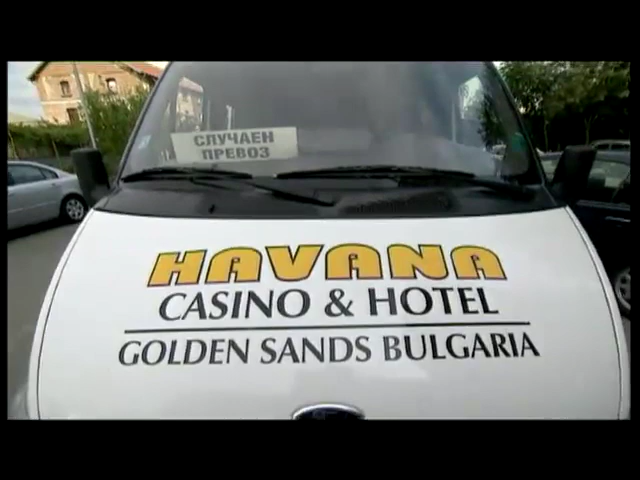 СЛУЧАЕН
ПРЕВОЗ
HAVANA
CASINO & HOTEL
GOLDEN SANDS BULGARIA